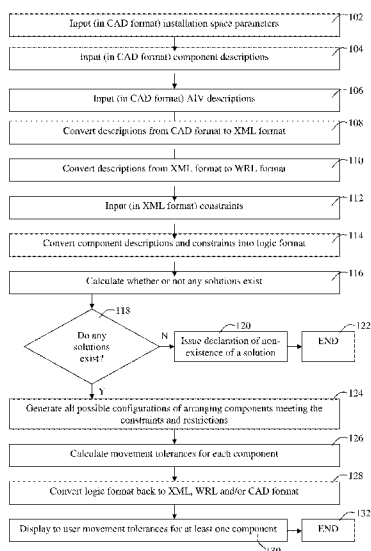 102
Input (in CAD format) installation space parameters
104
Input (in CAD format) component descriptions
106
Input (in CAD format) AIV descriptions
108
Convert descriptions from CAD format to XML format
110
Convert descriptions from XML format to WRL format
112
Input (in XML format) constraints
114
Convert component descriptions and constraints into logic format
116
Calculate whether or not any solutions exist
118
Do any
solutions
exist?
N
120
Issue declaration of non-
existence of a solution
122
END
Y
124
Generate all possible configurations of arranging components meeting the
constraints and restrictions
126
Calculate movement tolerances for each component
128
Convert logic format back to XML, WRL and/or CAD format
132
Display to user movement tolerances for at least one component
END
130